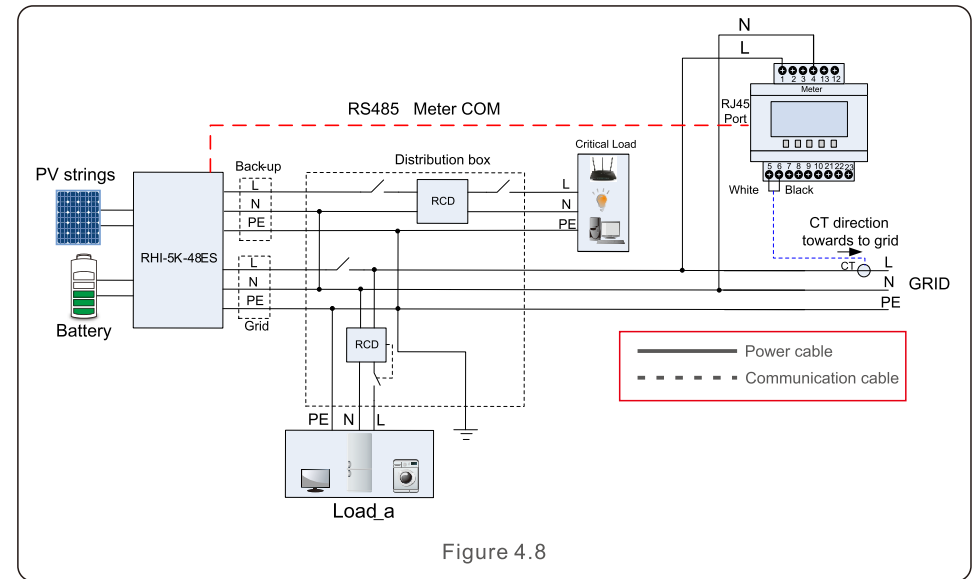 N
L
1 2 3 4 13 12
Meter
RJ45
Port
RS485 Meter COM
5 6 7 8 9 10 21 22 23
White
Black
PV strings
Back-up
Distribution box
Critical Load
L
N
PE
RCD
L
N
PE
RHI-5K-48ES
CT direction
towards to grid
CT
L
N
PE
GRID
L
N
PE
Grid
Battery
RCD
Power cable
Communication cable
PE N L
Load_a
Figure 4.8